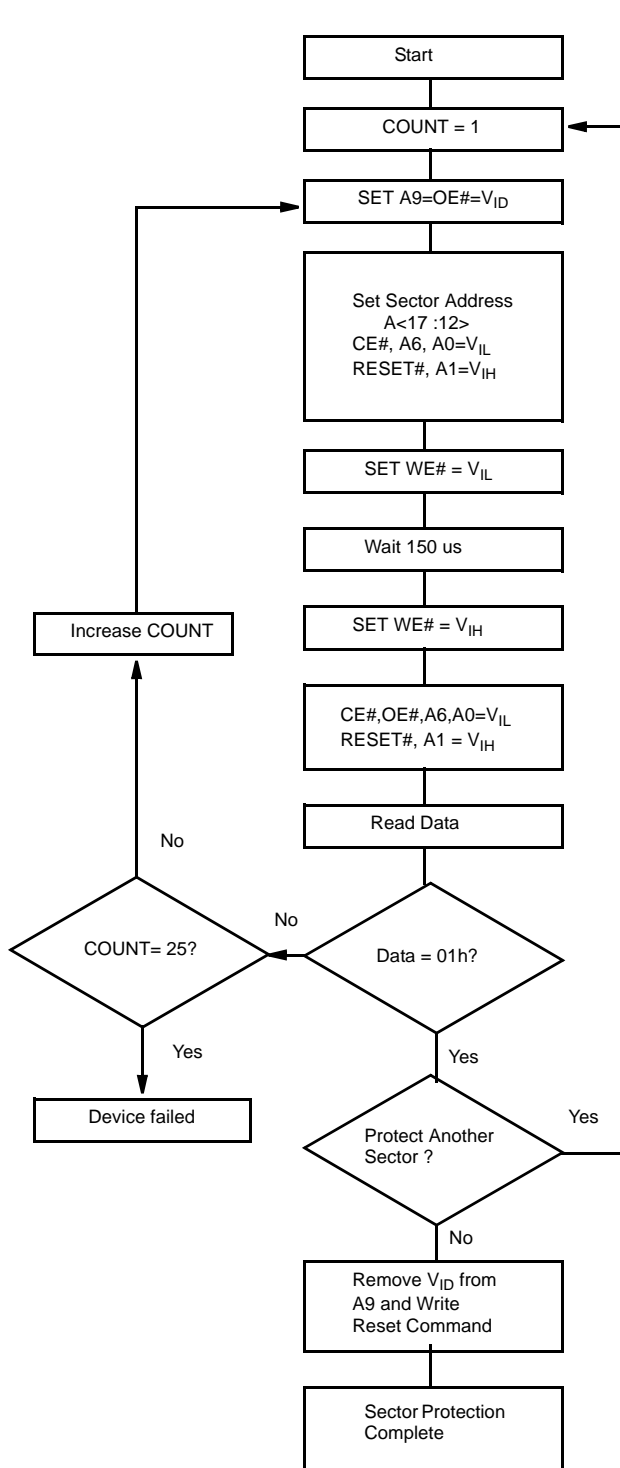 Start
COUNT = 1
SET A9=OE#=VID
Set Sector Address
A<17 :12>
CE#, A6, A0=VIL
RESET#, A1=VIH
SET WE# = VIL
Wait 150 us
Increase COUNT
SET WE# = VIH
CE#,OE#,A6,A0=VIL
RESET#, A1 = VIH
Read Data
No
No
COUNT= 25?
Data = 01h?
Yes
Yes
Device failed
Protect Another
Sector ?
Yes
No
Remove VID from
A9 and Write
Reset Command
Sector Protection
Complete